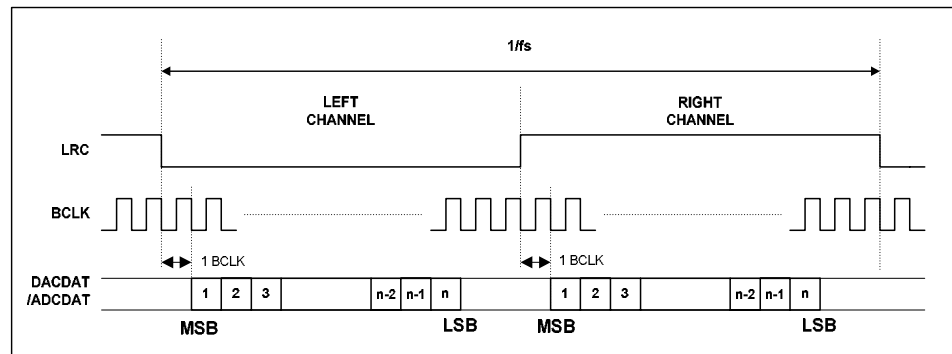 1/fs
LEFT
CHANNEL
RIGHT
CHANNEL
LRC
BCLK
1 BCLK
1 BCLK
DACDAT
/ADCDAT
1 2 3 n-2 n-1 n 1 2 3 n-2 n-1 n
MSB LSB MSB LSB